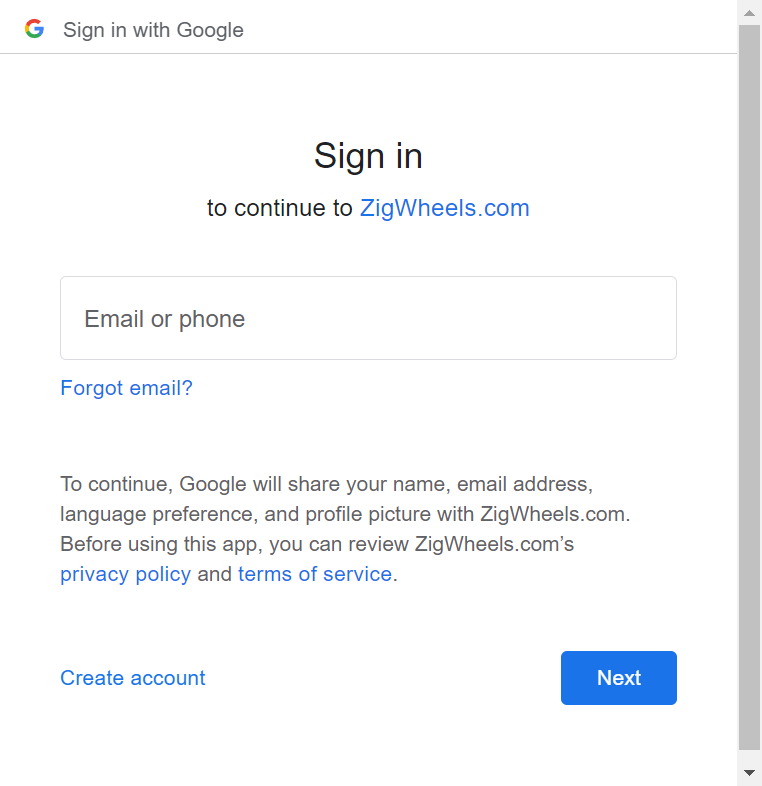 Sign in with Google
Sign in
to continue to ZigWheels.com
Email or phone
Forgot email?
To continue, Google will share your name, email address,
language preference, and profile picture with ZigWheels.com.
Before using this app, you can review ZigWheels.com’s
privacy policy and terms of service.
Create account
Next